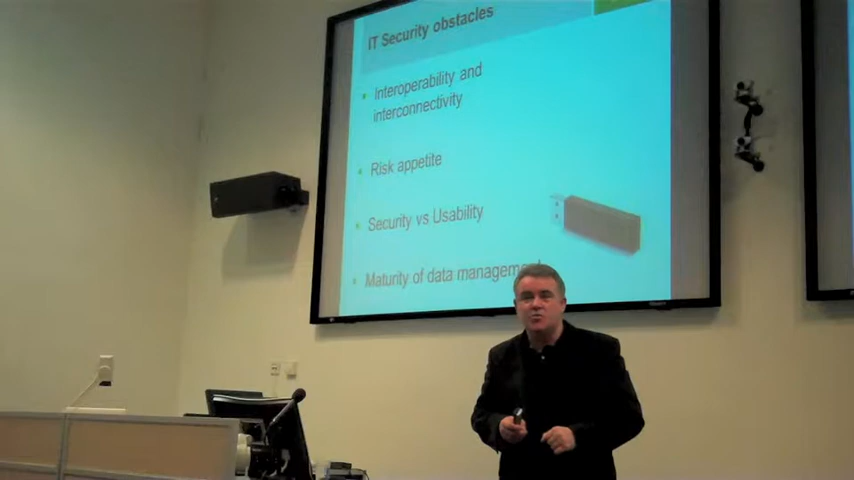 IT Security obstacles
Interoperability and
interconnectivity
Risk appetite
Security vs Usability
Maturity of data management